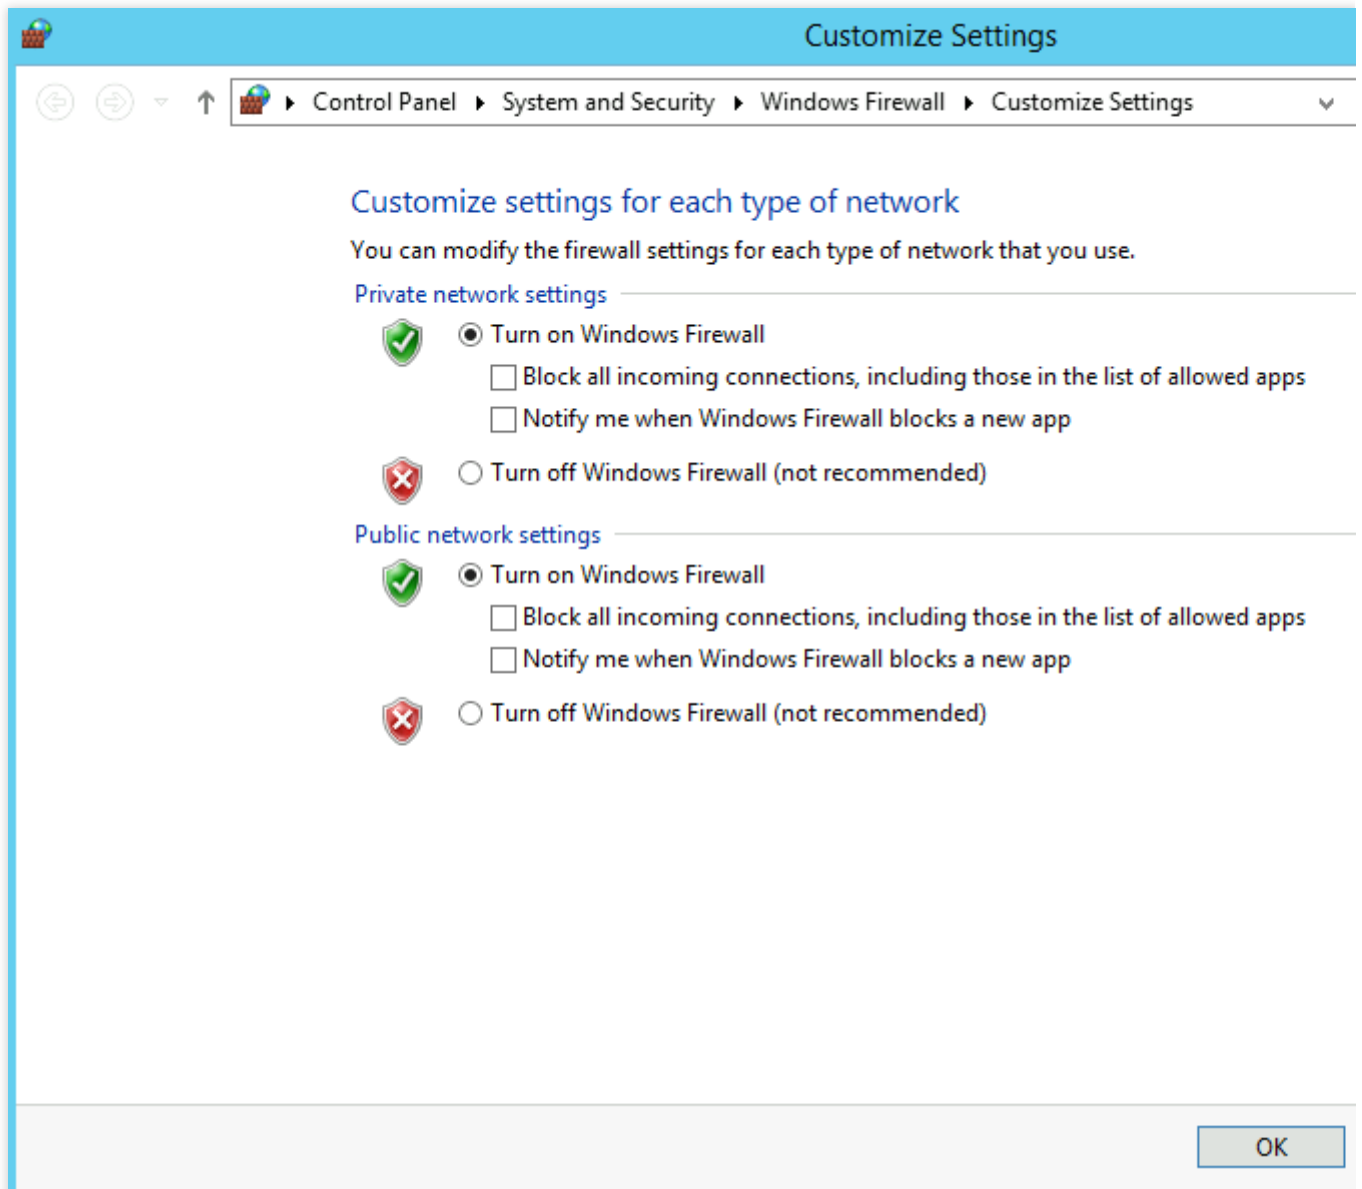 Customize Settings
Control Panel System and Security Windows Firewall Customize Settings
Customize settings for each type of network
You can modify the firewall settings for each type of network that you use.
Private network settings
Turn on Windows Firewall
Block all incoming connections, including those in the list of allowed apps
Notify me when Windows Firewall blocks a new app
Turn off Windows Firewall (not recommended)
Public network settings
Turn on Windows Firewall
Block all incoming connections, including those in the list of allowed apps
Notify me when Windows Firewall blocks a new app
Turn off Windows Firewall (not recommended)
OK